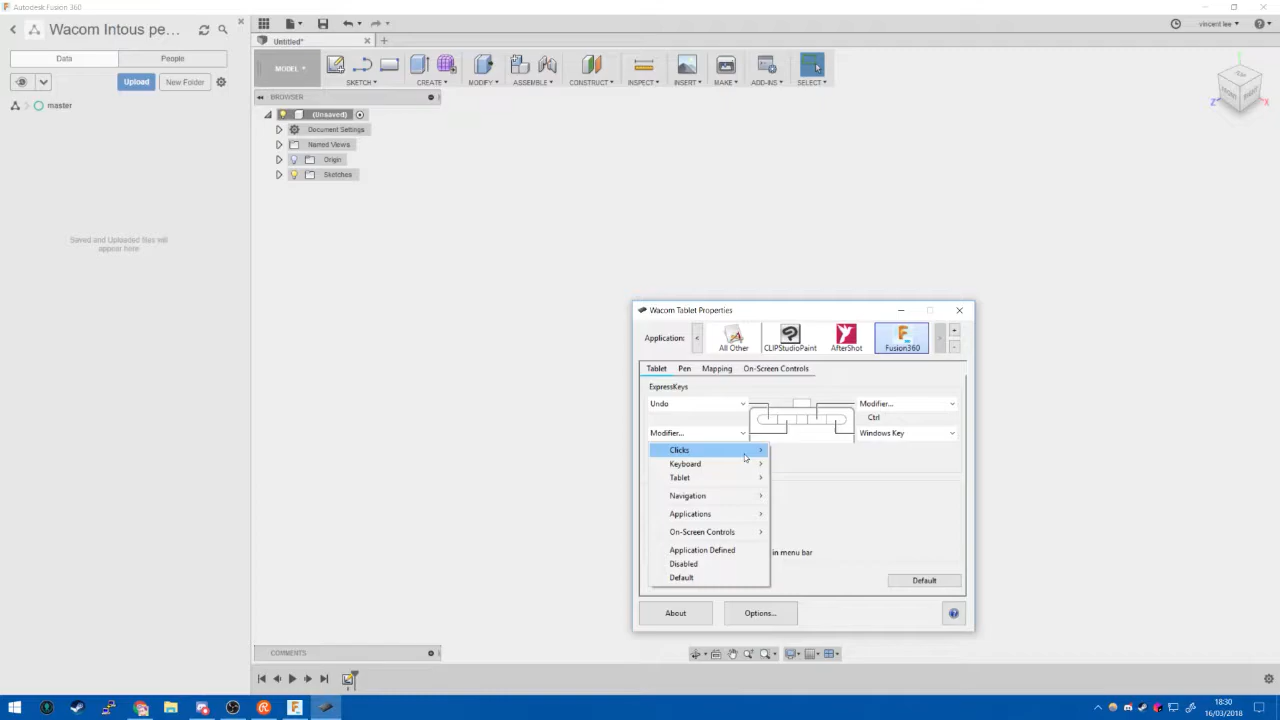 Autodesk Fusion 360
Wacom Intous pe...
vincent lee
Data
People
Untitled*
Upload
New Folder
MODEL
SKETCH
CREATE
MODIFY
ASSEMBLE
CONSTRUCT
INSPECT
INSERT
MAKE
ADD-INS
SELECT
FRONT
RIGHT
Z
X
BROWSER
master
(Unsaved)
Document Settings
Named Views
Origin
Sketches
Saved and Uploaded files will
appear here
Wacom Tablet Properties
Application:
All Other
CLIPStudioPaint
AfterShot
Fusion360
Tablet
Pen
Mapping
On-Screen Controls
ExpressKeys
Undo
Modifier...
Ctrl
Modifier...
Windows Key
Clicks
Keyboard
Tablet
Navigation
Applications
On-Screen Controls
Application Defined
in menu bar
Disabled
Default
Default
About
Options...
COMMENTS
18:30
16/03/2018